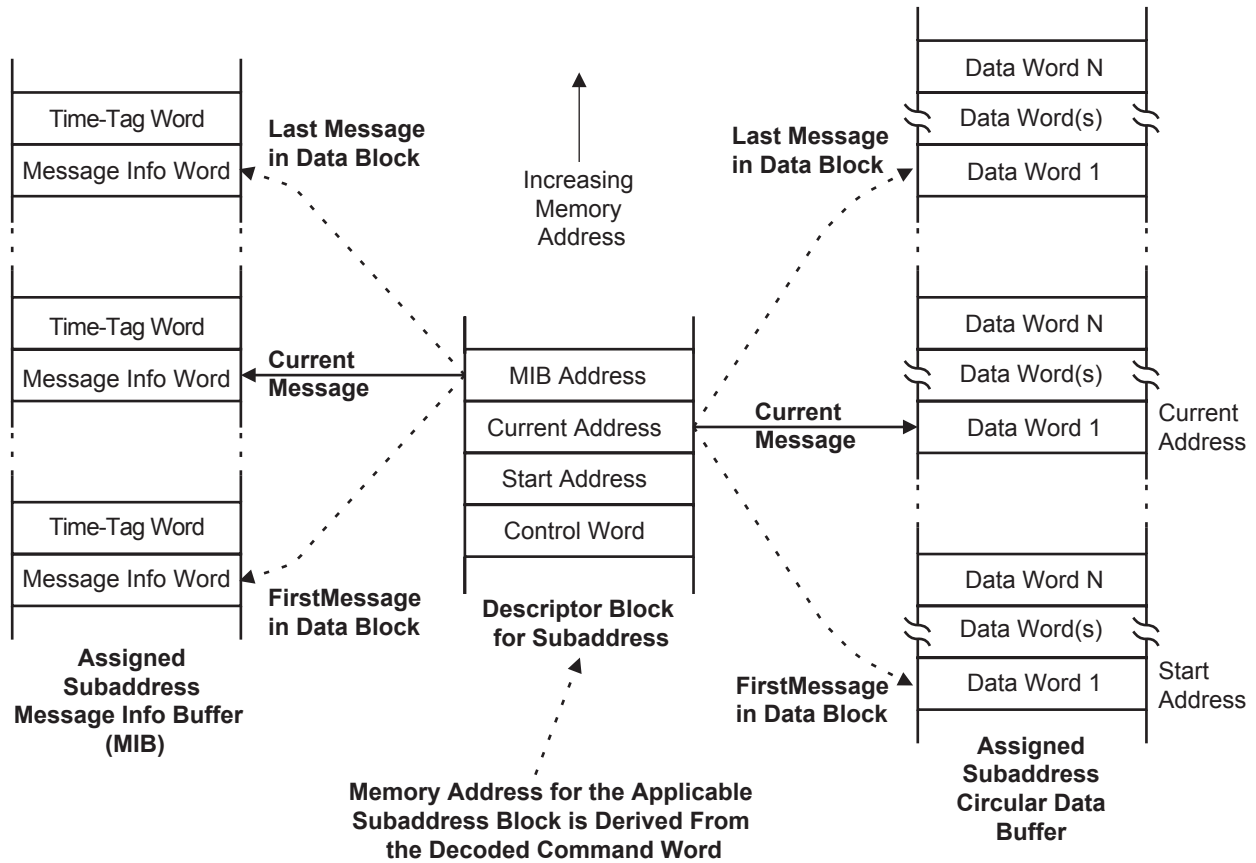 Time-Tag Word
Message Info Word
Time-Tag Word
Message Info Word
Time-Tag Word
Message Info Word
Assigned
Subaddress
Message Info Buffer
(MIB)
Last Message
in Data Block
Current
Message
FirstMessage
in Data Block
Increasing
Memory
Address
MIB Address
Current Address
Start Address
Control Word
Descriptor Block
for Subaddress
Memory Address for the Applicable
Subaddress Block is Derived From
the Decoded Command Word
Last Message
in Data Block
Current
Message
FirstMessage
in Data Block
Data Word N
Data Word(s)
Data Word 1
Data Word N
Data Word(s)
Data Word 1
Current
Address
Data Word N
Data Word(s)
Data Word 1
Start
Address
Assigned
Subaddress
Circular Data
Buffer